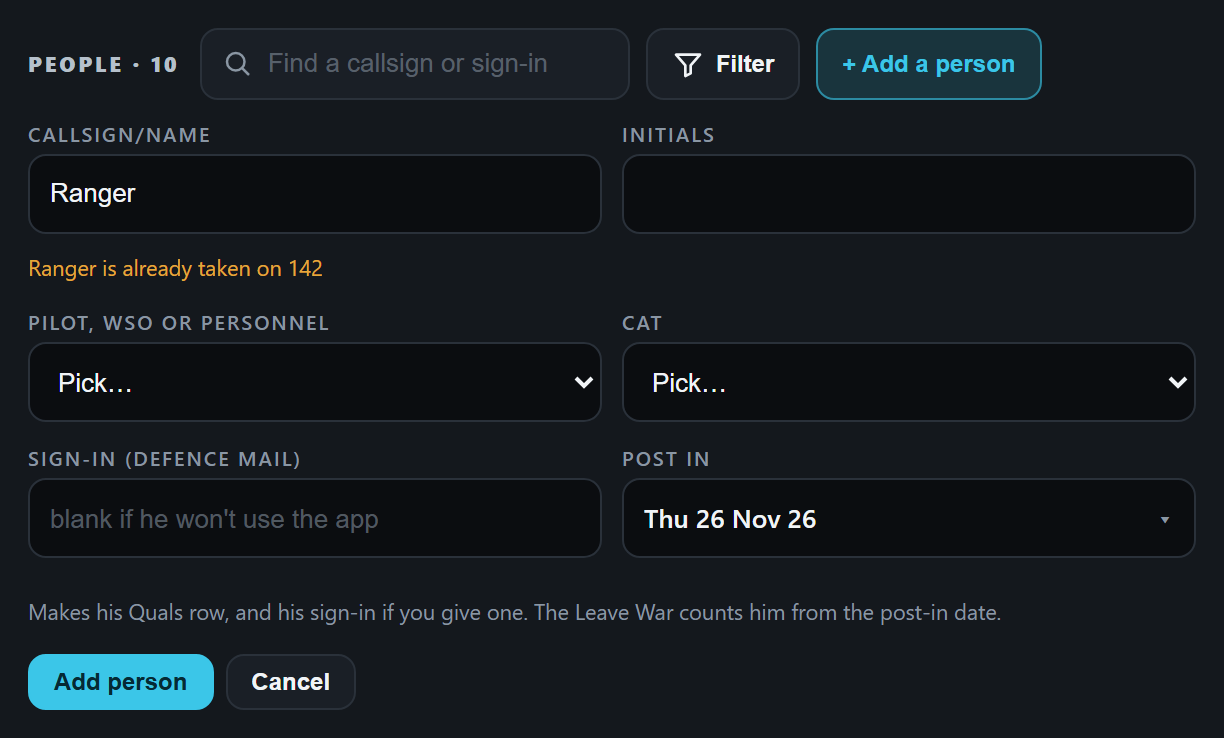 PEOPLE · 10 Find a callsign or sign-in Filter + Add a person
CALLSIGN/NAME INITIALS
Ranger
Ranger is already taken on 142
PILOT, WSO OR PERSONNEL CAT
Pick… Pick…
SIGN-IN (DEFENCE MAIL) POST IN
blank if he won't use the app Thu 26 Nov 26
Makes his Quals row, and his sign-in if you give one. The Leave War counts him from the post-in date.
Add person Cancel